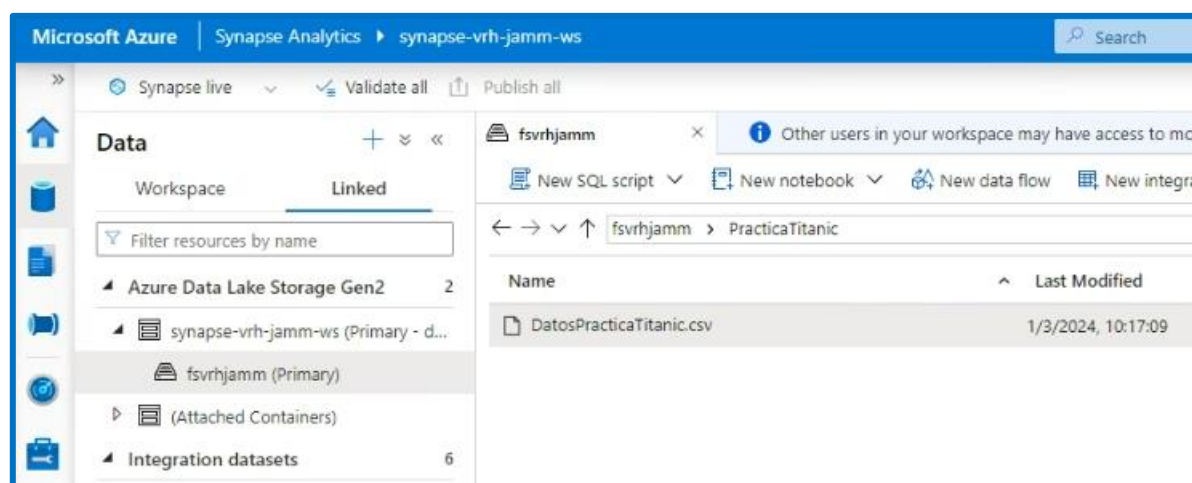 Microsoft Azure Synapse Analytics synapse-vrh-jamm-ws Search
Synapse live Validate all Publish all
Data
Workspace Linked
Filter resources by name
Azure Data Lake Storage Gen2 2
synapse-vrh-jamm-ws (Primary - d...
fsvrhjamm (Primary)
(Attached Containers)
Integration datasets 6
fsvrhjamm Other users in your workspace may have access to mo
New SQL script New notebook New data flow New integra
fsvrhjamm > PracticaTitanic
Name Last Modified
DatosPracticaTitanic.csv 1/3/2024, 10:17:09